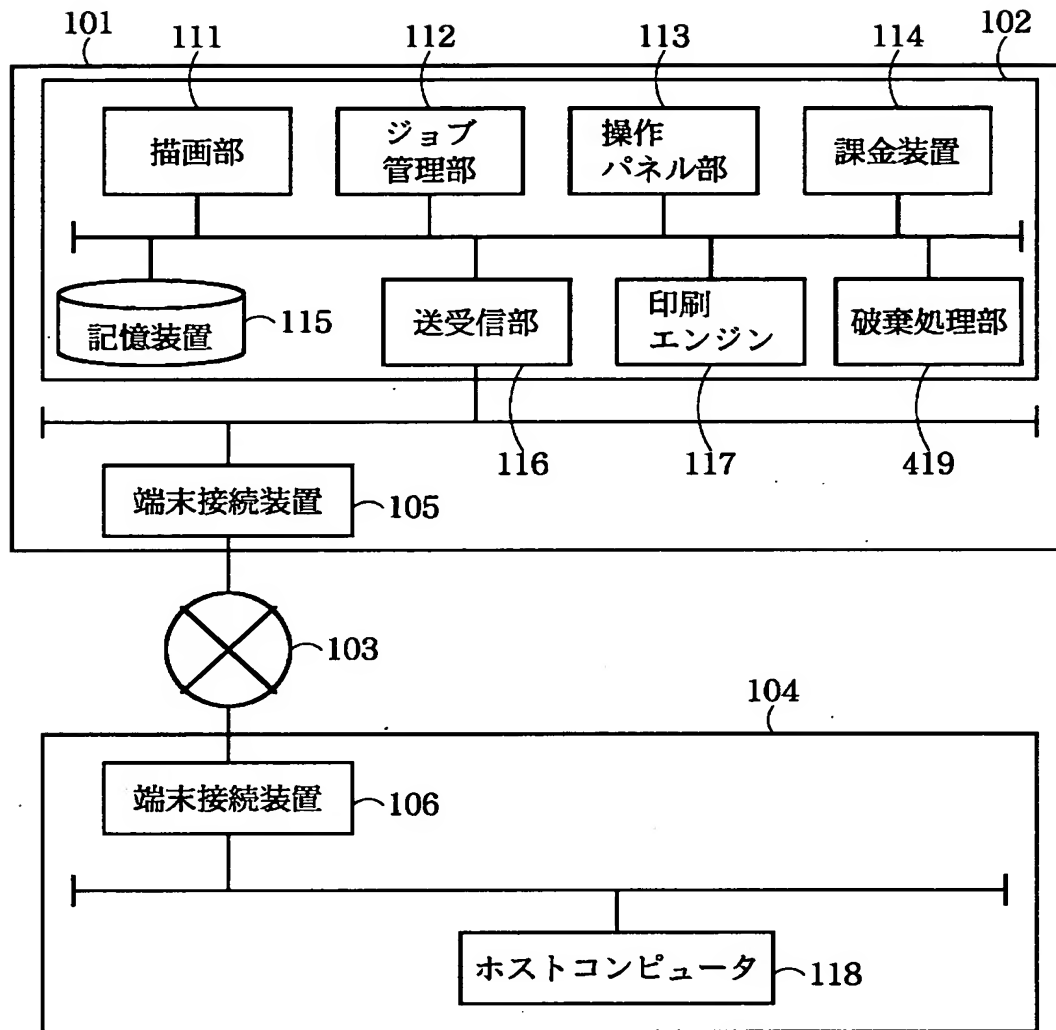 101
111
112
113
114
102
描画部
ジョブ
管理部
操作
パネル部
課金装置
記憶装置
115
送受信部
印刷
エンジン
破棄処理部
116
117
419
端末接続装置
105
103
104
端末接続装置
106
ホストコンピュータ
118